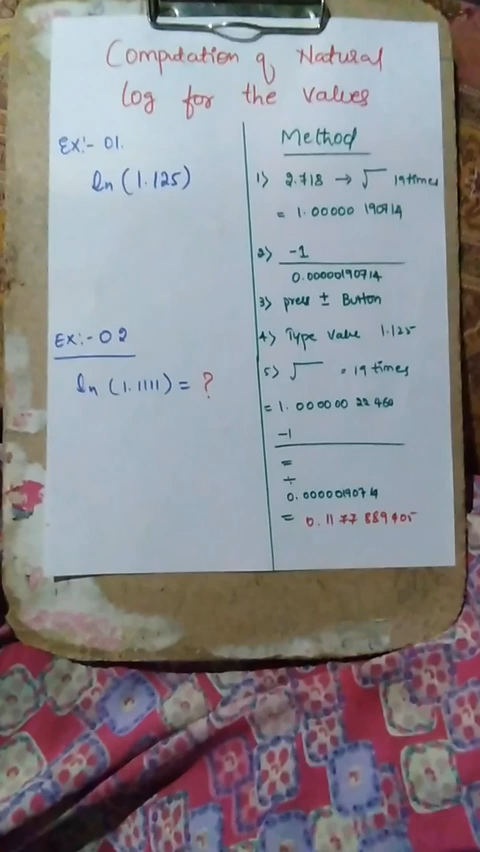 Computation of Natural
log for the values
Ex:- 01.
ln (1.125)
Ex:- 02
ln (1.1111) = ?
Method
1) 2.718 → √ 19 times
= 1.00000 190714
2) -1
0.00000190714
3) press ± Button
4) Type value 1.125
5) √ = 19 times
= 1.000000 22460
-1
=
÷
0.00000190714
= 0.1177889405